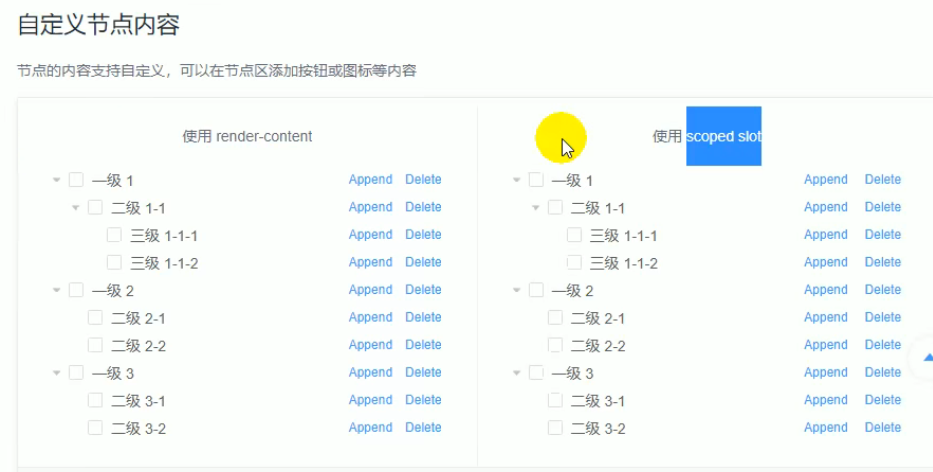 自定义节点内容
节点的内容支持自定义，可以在节点区添加按钮或图标等内容
使用 render-content
一级 1 Append Delete
二级 1-1 Append Delete
三级 1-1-1 Append Delete
三级 1-1-2 Append Delete
一级 2 Append Delete
二级 2-1 Append Delete
二级 2-2 Append Delete
一级 3 Append Delete
二级 3-1 Append Delete
二级 3-2 Append Delete
使用 scoped slot
一级 1 Append Delete
二级 1-1 Append Delete
三级 1-1-1 Append Delete
三级 1-1-2 Append Delete
一级 2 Append Delete
二级 2-1 Append Delete
二级 2-2 Append Delete
一级 3 Append Delete
二级 3-1 Append Delete
二级 3-2 Append Delete